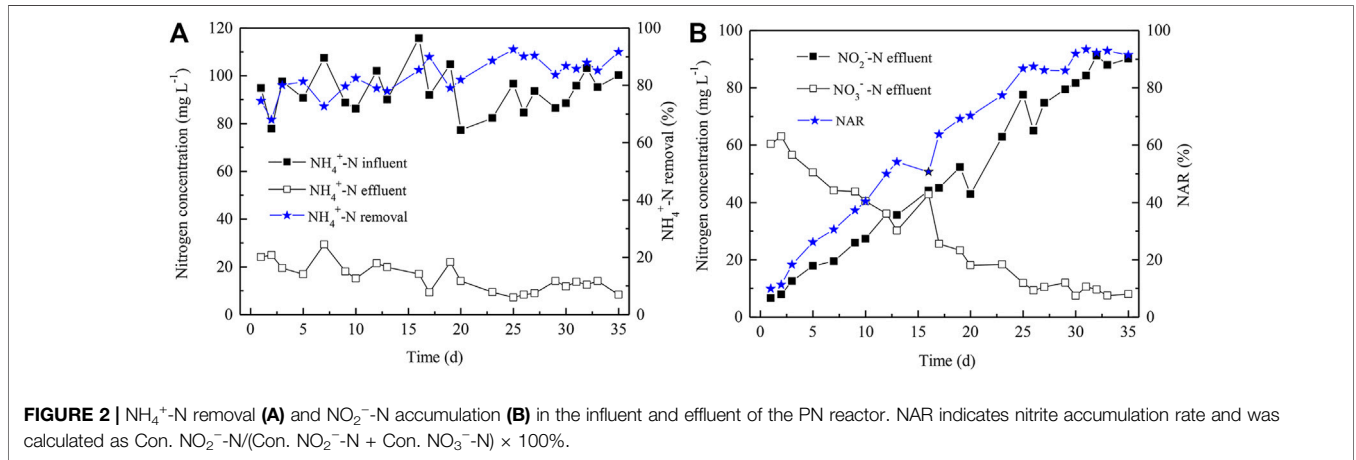 A
120
100
80
60
40
20
0
Nitrogen concentration (mg L⁻¹)
NH₄⁺-N influent
NH₄⁺-N effluent
NH₄⁺-N removal
100
80
60
40
20
0
NH₄⁺-N removal (%)
0 5 10 15 20 25 30 35
Time (d)
B
100
80
60
40
20
0
Nitrogen concentration (mg L⁻¹)
NO₂⁻-N effluent
NO₃⁻-N effluent
NAR
100
80
60
40
20
0
NAR (%)
0 5 10 15 20 25 30 35
Time (d)
FIGURE 2 | NH₄⁺-N removal (A) and NO₂⁻-N accumulation (B) in the influent and effluent of the PN reactor. NAR indicates nitrite accumulation rate and was
calculated as Con. NO₂⁻-N/(Con. NO₂⁻-N + Con. NO₃⁻-N) × 100%.